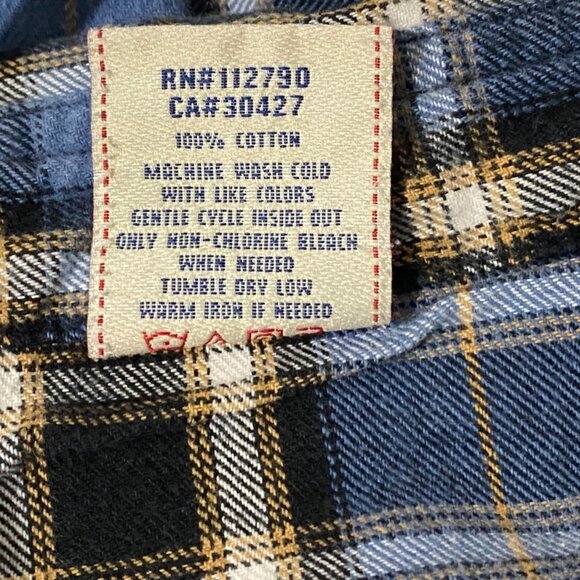 RN#112790
CA#30427
100% COTTON
MACHINE WASH COLD
WITH LIKE COLORS
GENTLE CYCLE INSIDE OUT
ONLY NON-CHLORINE BLEACH
WHEN NEEDED
TUMBLE DRY LOW
WARM IRON IF NEEDED